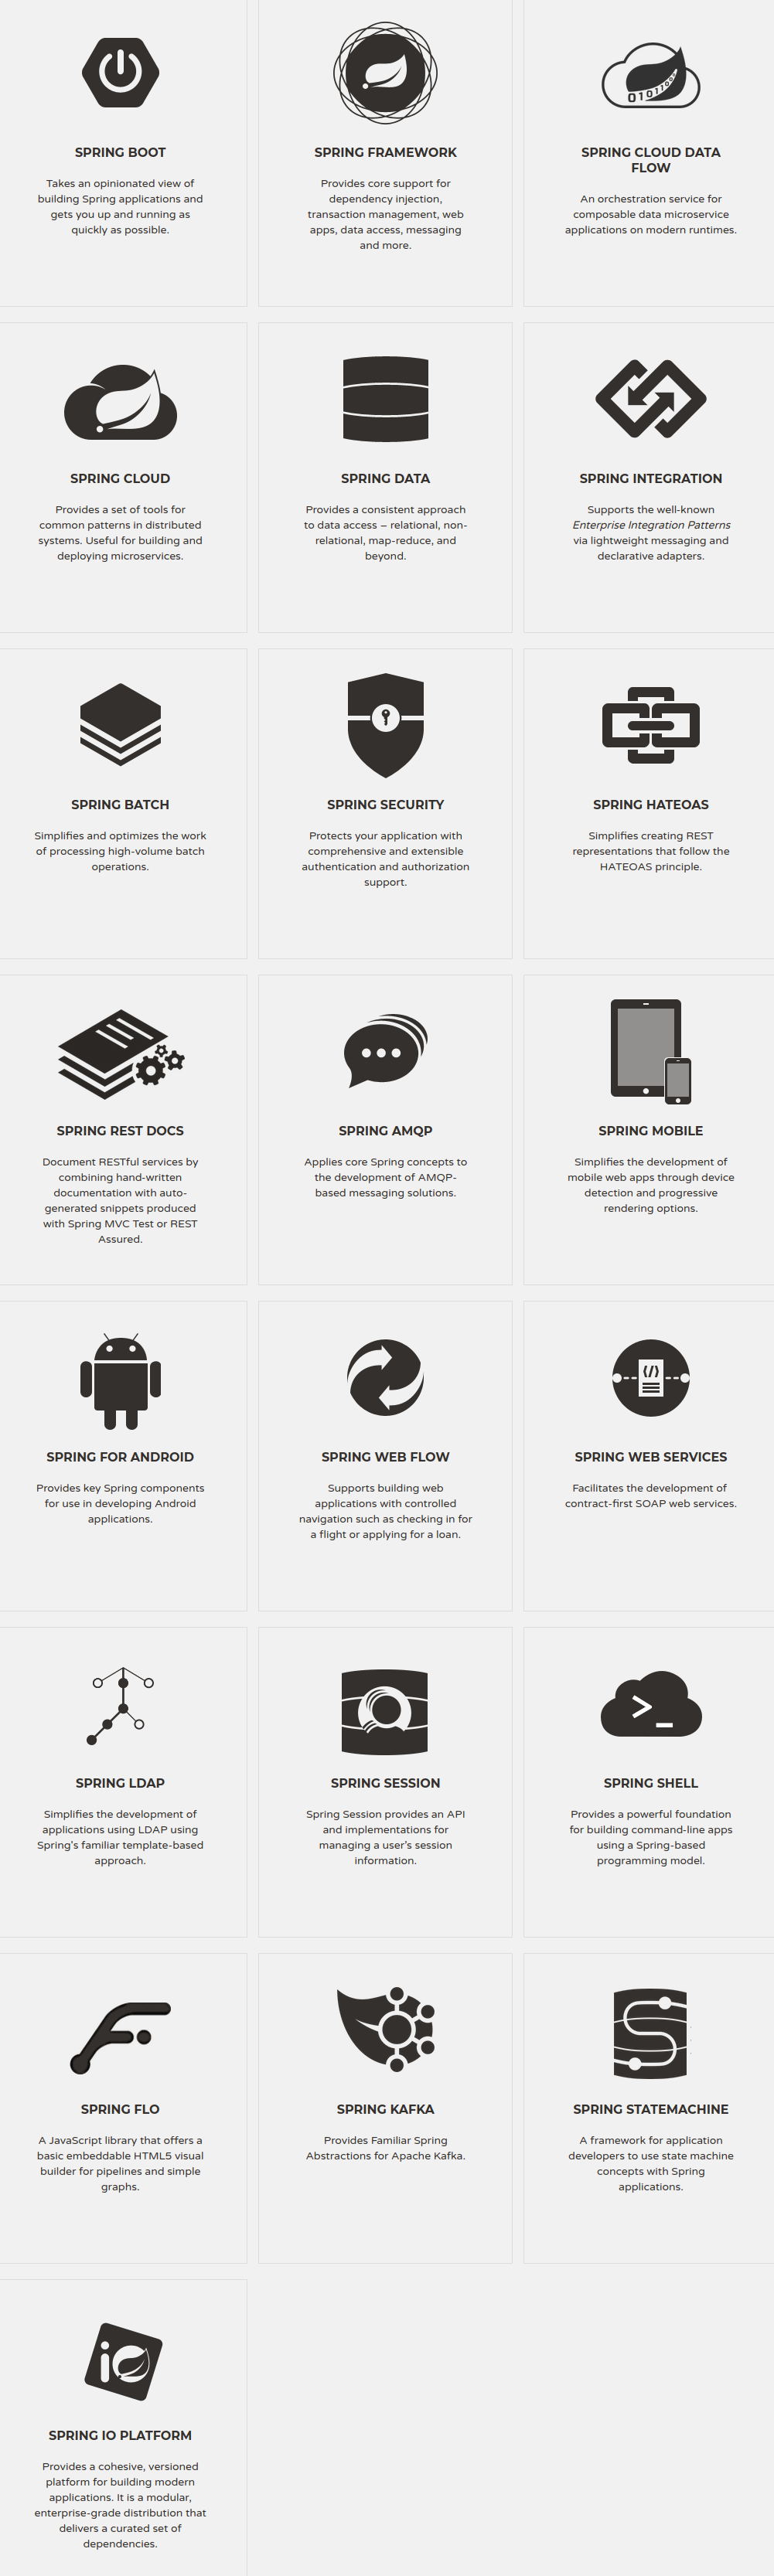 SPRING BOOT
Takes an opinionated view of
building Spring applications and
gets you up and running as
quickly as possible.
SPRING FRAMEWORK
Provides core support for
dependency injection,
transaction management, web
apps, data access, messaging
and more.
01011001
SPRING CLOUD DATA
FLOW
An orchestration service for
composable data microservice
applications on modern runtimes.
SPRING CLOUD
Provides a set of tools for
common patterns in distributed
systems. Useful for building and
deploying microservices.
SPRING DATA
Provides a consistent approach
to data access – relational, non-
relational, map-reduce, and
beyond.
SPRING INTEGRATION
Supports the well-known
Enterprise Integration Patterns
via lightweight messaging and
declarative adapters.
SPRING BATCH
Simplifies and optimizes the work
of processing high-volume batch
operations.
SPRING SECURITY
Protects your application with
comprehensive and extensible
authentication and authorization
support.
SPRING HATEOAS
Simplifies creating REST
representations that follow the
HATEOAS principle.
SPRING REST DOCS
Document RESTful services by
combining hand-written
documentation with auto-
generated snippets produced
with Spring MVC Test or REST
Assured.
SPRING AMQP
Applies core Spring concepts to
the development of AMQP-
based messaging solutions.
SPRING MOBILE
Simplifies the development of
mobile web apps through device
detection and progressive
rendering options.
SPRING FOR ANDROID
Provides key Spring components
for use in developing Android
applications.
SPRING WEB FLOW
Supports building web
applications with controlled
navigation such as checking in for
a flight or applying for a loan.
SPRING WEB SERVICES
Facilitates the development of
contract-first SOAP web services.
SPRING LDAP
Simplifies the development of
applications using LDAP using
Spring's familiar template-based
approach.
SPRING SESSION
Spring Session provides an API
and implementations for
managing a user's session
information.
>_
SPRING SHELL
Provides a powerful foundation
for building command-line apps
using a Spring-based
programming model.
SPRING FLO
A JavaScript library that offers a
basic embeddable HTML5 visual
builder for pipelines and simple
graphs.
SPRING KAFKA
Provides Familiar Spring
Abstractions for Apache Kafka.
SPRING STATEMACHINE
A framework for application
developers to use state machine
concepts with Spring
applications.
io
SPRING IO PLATFORM
Provides a cohesive, versioned
platform for building modern
applications. It is a modular,
enterprise-grade distribution that
delivers a curated set of
dependencies.